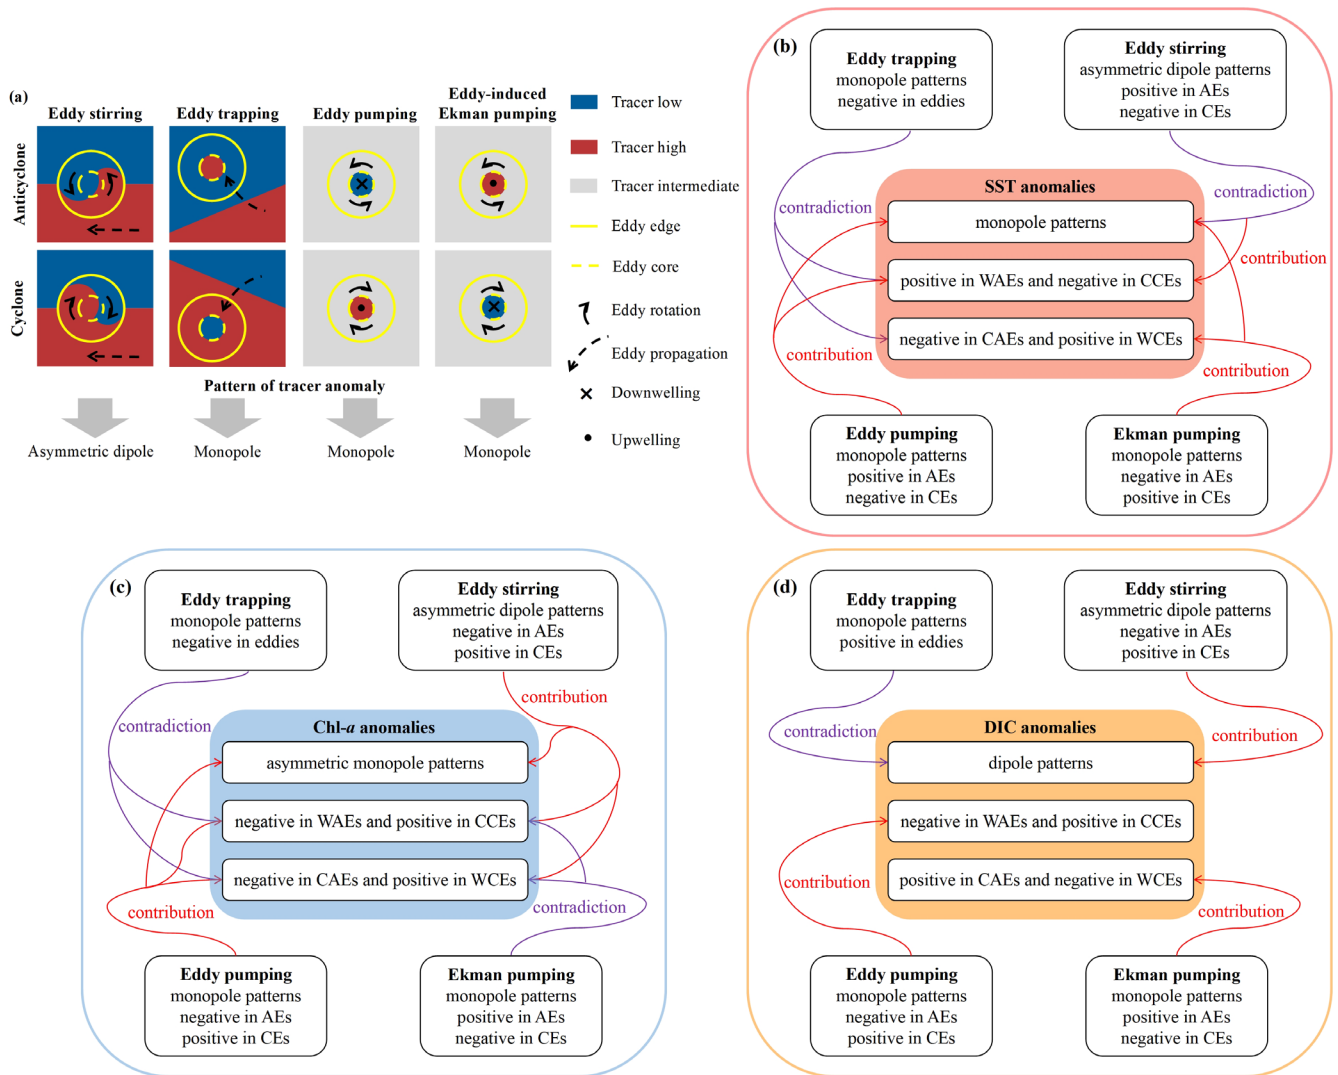 (a)
Eddy stirring
Eddy trapping
Eddy pumping
Eddy-induced
Ekman pumping
Anticyclone
Cyclone
Pattern of tracer anomaly
Asymmetric dipole
Monopole
Monopole
Monopole
Tracer low
Tracer high
Tracer intermediate
Eddy edge
Eddy core
Eddy rotation
Eddy propagation
Downwelling
Upwelling
(b)
Eddy trapping
monopole patterns
negative in eddies
Eddy stirring
asymmetric dipole patterns
positive in AEs
negative in CEs
contradiction
contradiction
SST anomalies
monopole patterns
positive in WAEs and negative in CCEs
negative in CAEs and positive in WCEs
contribution
contribution
contribution
Eddy pumping
monopole patterns
positive in AEs
negative in CEs
Ekman pumping
monopole patterns
negative in AEs
positive in CEs
(c)
Eddy trapping
monopole patterns
negative in eddies
Eddy stirring
asymmetric dipole patterns
negative in AEs
positive in CEs
contradiction
contribution
Chl-a anomalies
asymmetric monopole patterns
negative in WAEs and positive in CCEs
negative in CAEs and positive in WCEs
contribution
contradiction
Eddy pumping
monopole patterns
negative in AEs
positive in CEs
Ekman pumping
monopole patterns
positive in AEs
negative in CEs
(d)
Eddy trapping
monopole patterns
positive in eddies
Eddy stirring
asymmetric dipole patterns
negative in AEs
positive in CEs
contradiction
contribution
DIC anomalies
dipole patterns
negative in WAEs and positive in CCEs
positive in CAEs and negative in WCEs
contribution
contribution
Eddy pumping
monopole patterns
negative in AEs
positive in CEs
Ekman pumping
monopole patterns
positive in AEs
negative in CEs